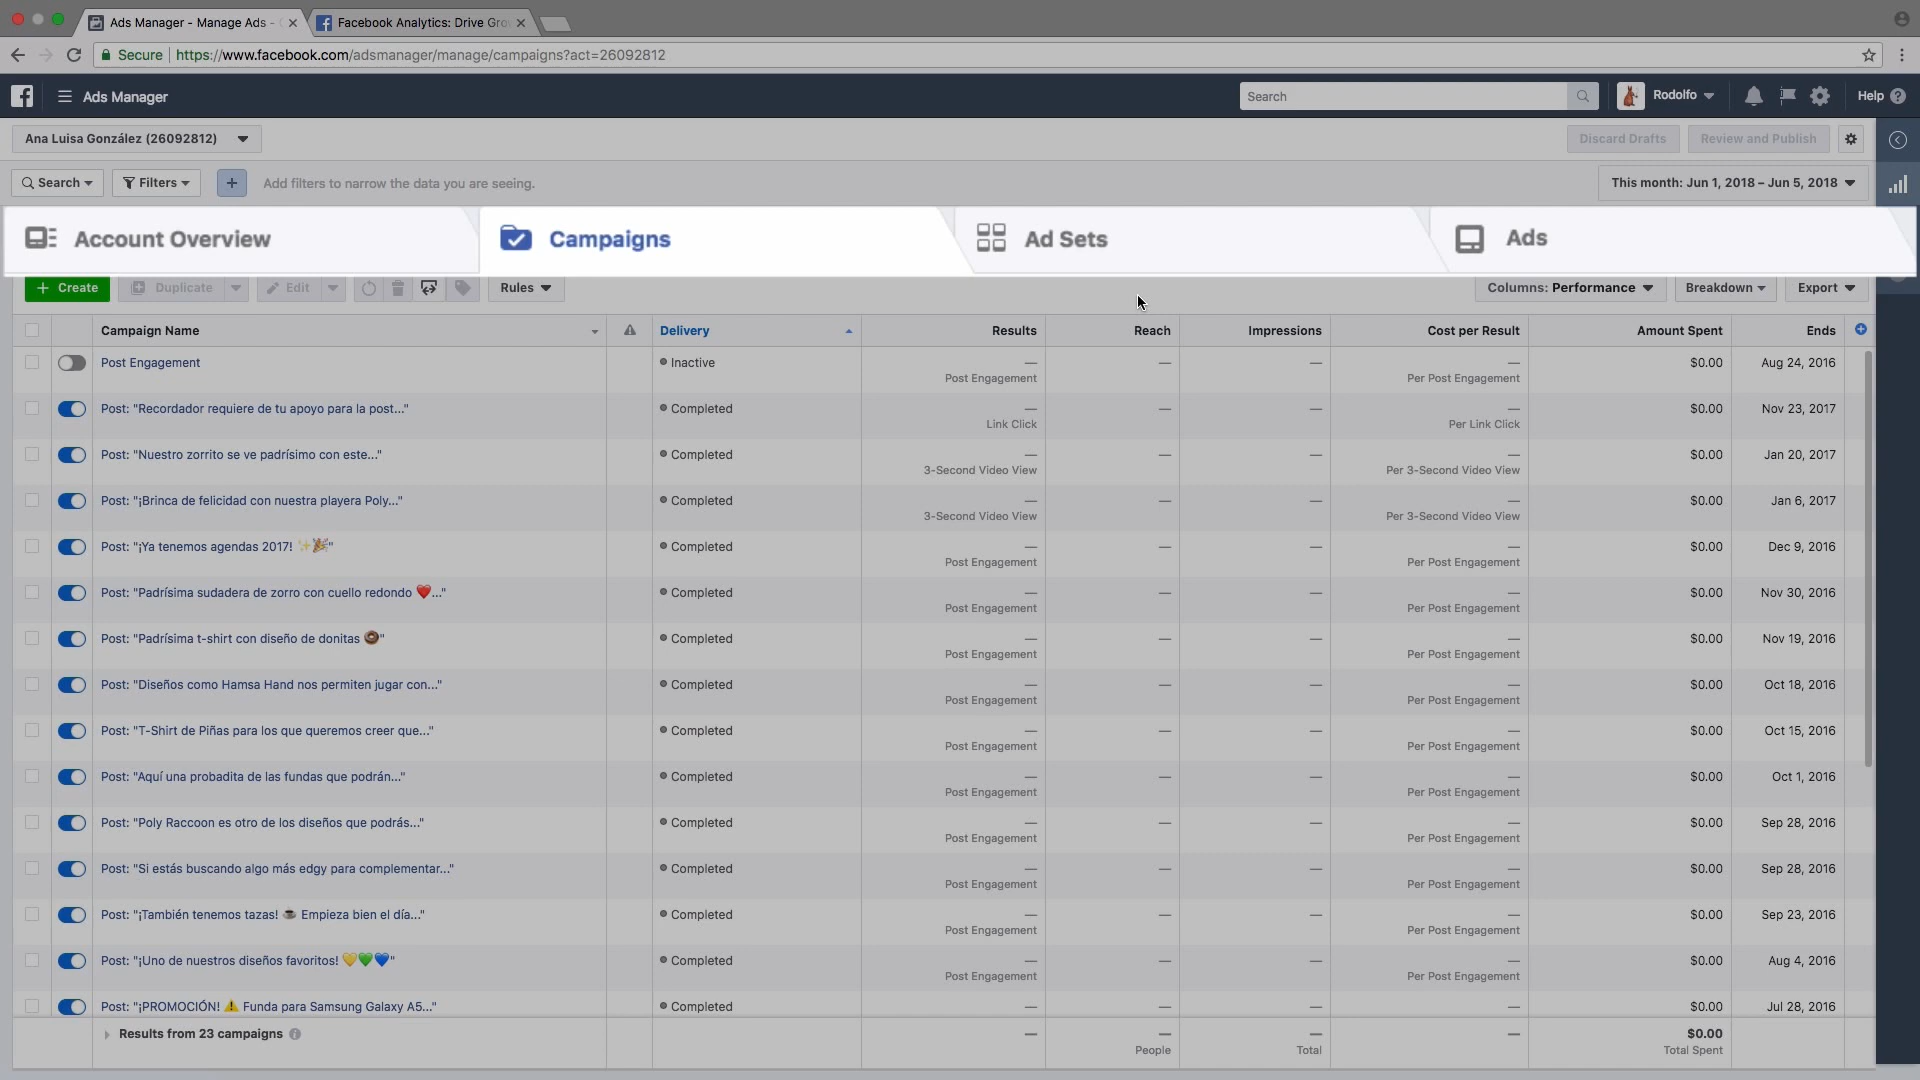 Ads Manager - Manage Ads -
Facebook Analytics: Drive Gro
Secure https://www.facebook.com/adsmanager/manage/campaigns?act=26092812
Ads Manager
Search
Rodolfo
Help ?
Ana Luisa González (26092812)
Discard Drafts
Review and Publish
Search
Filters
+
Add filters to narrow the data you are seeing.
This month: Jun 1, 2018 – Jun 5, 2018
Account Overview
Campaigns
Ad Sets
Ads
+ Create
Duplicate
Edit
Rules
Columns: Performance
Breakdown
Export
Campaign Name Delivery Results Reach Impressions Cost per Result Amount Spent Ends
Post Engagement Inactive — — — — $0.00 Aug 24, 2016
Post Engagement Per Post Engagement
Post: "Recordador requiere de tu apoyo para la post..." Completed — — — — $0.00 Nov 23, 2017
Link Click Per Link Click
Post: "Nuestro zorrito se ve padrísimo con este..." Completed — — — — $0.00 Jan 20, 2017
3-Second Video View Per 3-Second Video View
Post: "¡Brinca de felicidad con nuestra playera Poly..." Completed — — — — $0.00 Jan 6, 2017
3-Second Video View Per 3-Second Video View
Post: "¡Ya tenemos agendas 2017! ✨🎉" Completed — — — — $0.00 Dec 9, 2016
Post Engagement Per Post Engagement
Post: "Padrísima sudadera de zorro con cuello redondo ❤️..." Completed — — — — $0.00 Nov 30, 2016
Post Engagement Per Post Engagement
Post: "Padrísima t-shirt con diseño de donitas 🍩" Completed — — — — $0.00 Nov 19, 2016
Post Engagement Per Post Engagement
Post: "Diseños como Hamsa Hand nos permiten jugar con..." Completed — — — — $0.00 Oct 18, 2016
Post Engagement Per Post Engagement
Post: "T-Shirt de Piñas para los que queremos creer que..." Completed — — — — $0.00 Oct 15, 2016
Post Engagement Per Post Engagement
Post: "Aquí una probadita de las fundas que podrán..." Completed — — — — $0.00 Oct 1, 2016
Post Engagement Per Post Engagement
Post: "Poly Raccoon es otro de los diseños que podrás..." Completed — — — — $0.00 Sep 28, 2016
Post Engagement Per Post Engagement
Post: "Si estás buscando algo más edgy para complementar..." Completed — — — — $0.00 Sep 28, 2016
Post Engagement Per Post Engagement
Post: "¡También tenemos tazas! ☕ Empieza bien el día..." Completed — — — — $0.00 Sep 23, 2016
Post Engagement Per Post Engagement
Post: "¡Uno de nuestros diseños favoritos! 💛💚💙" Completed — — — — $0.00 Aug 4, 2016
Post Engagement Per Post Engagement
Post: "¡PROMOCIÓN! ⚠️ Funda para Samsung Galaxy A5..." Completed — — — — $0.00 Jul 28, 2016
Results from 23 campaigns — — — — $0.00
People Total Total Spent